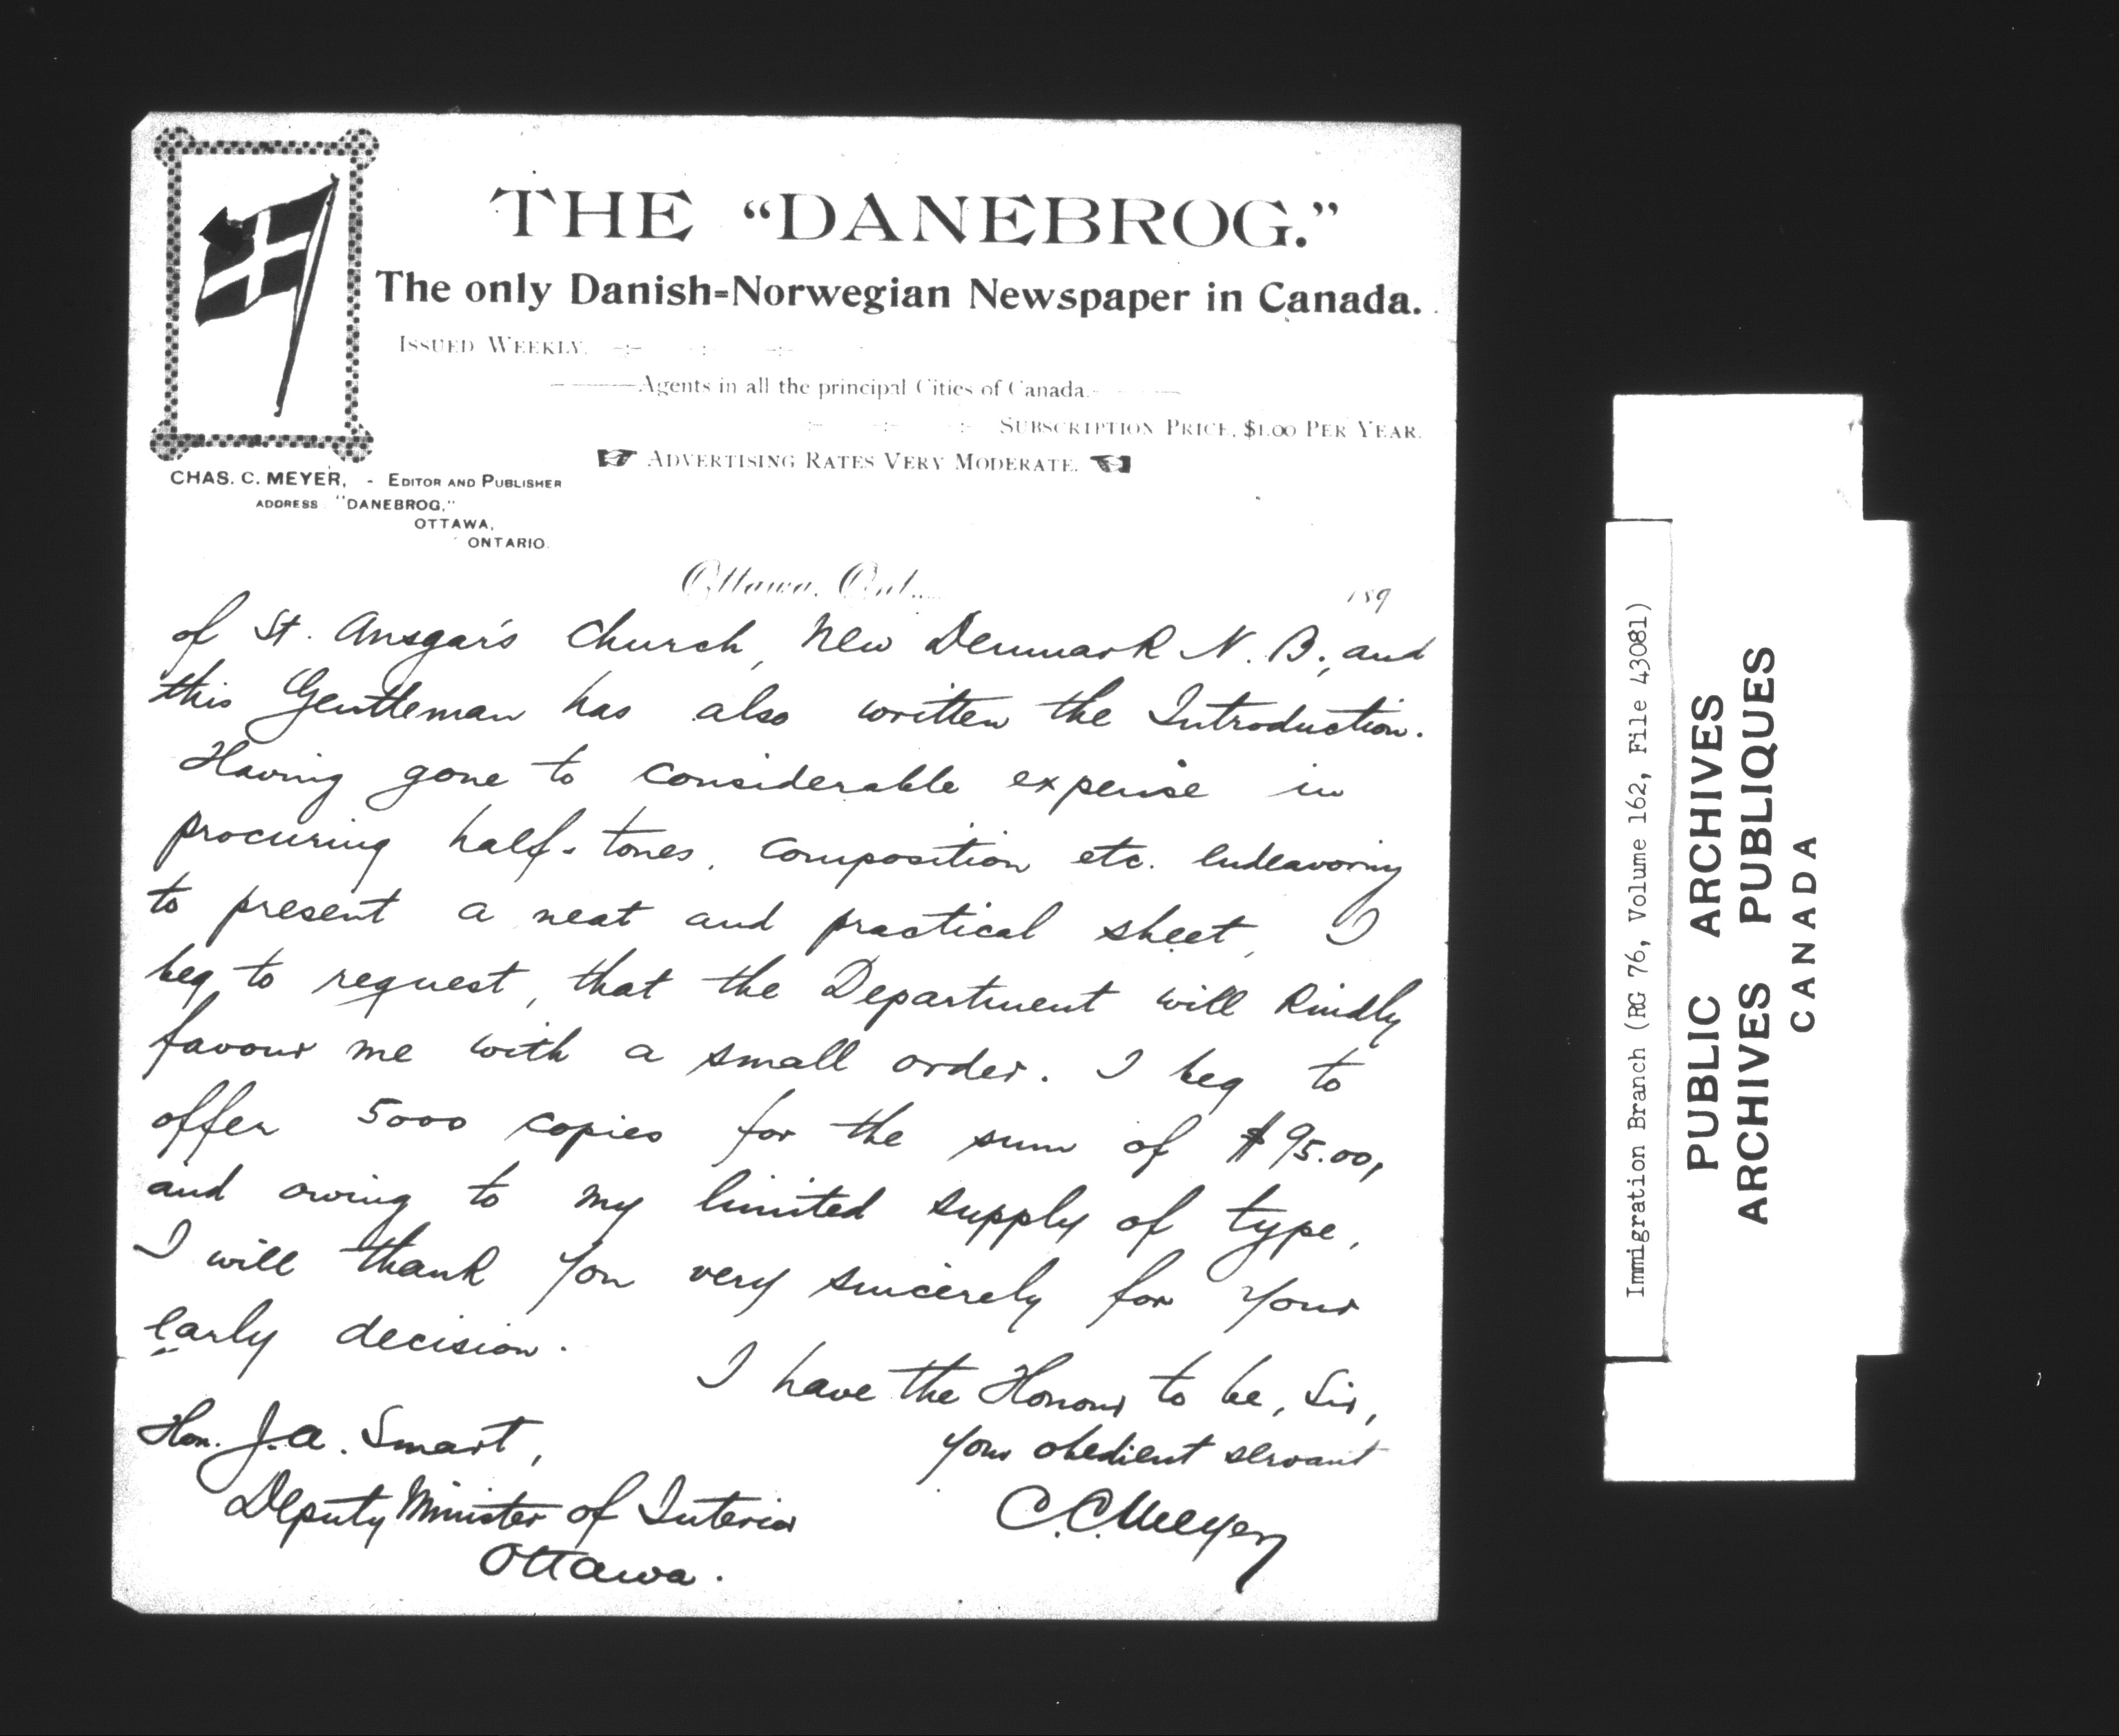 THE “DANEBROG.”
The only Danish=Norwegian Newspaper in Canada.
ISSUED WEEKLY.
Agents in all the principal Cities of Canada.
SUBSCRIPTION PRICE, $1.00 PER YEAR.
ADVERTISING RATES VERY MODERATE.
CHAS. C. MEYER, - EDITOR AND PUBLISHER
ADDRESS "DANEBROG,"
OTTAWA,
ONTARIO.
Ottawa, Ont., 189
of St. Ansgar's Church, New Denmark N. B., and
this Gentleman has also written the Introduction.
Having gone to considerable expense in
procuring half-tones, composition etc. endeavoring
to present a neat and practical sheet, I
beg to request, that the Department will kindly
favour me with a small order. I beg to
offer 5000 copies for the sum of $95.00,
and owing to my limited supply of type,
I will thank you very sincerely for your
early decision.
I have the Honour to be, Sir,
your obedient servant
C.C. Meyer
Hon. J.A. Smart,
Deputy Minister of Interior
Ottawa.
Immigration Branch (RG 76, Volume 162, File 43081)
PUBLIC ARCHIVES
ARCHIVES PUBLIQUES
CANADA